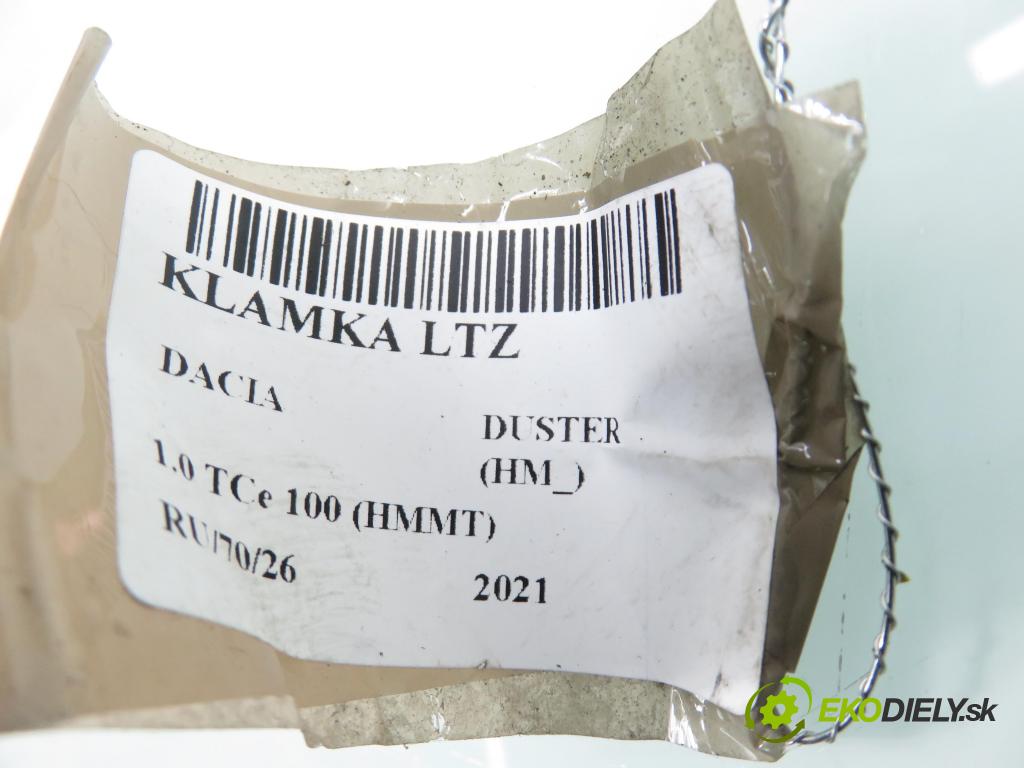 KLAMKA LTZ
DACIA
DUSTER
(HM_)
1.0 TCe 100 (HMMT)
RU/70/26
2021
EKODIELY.sk